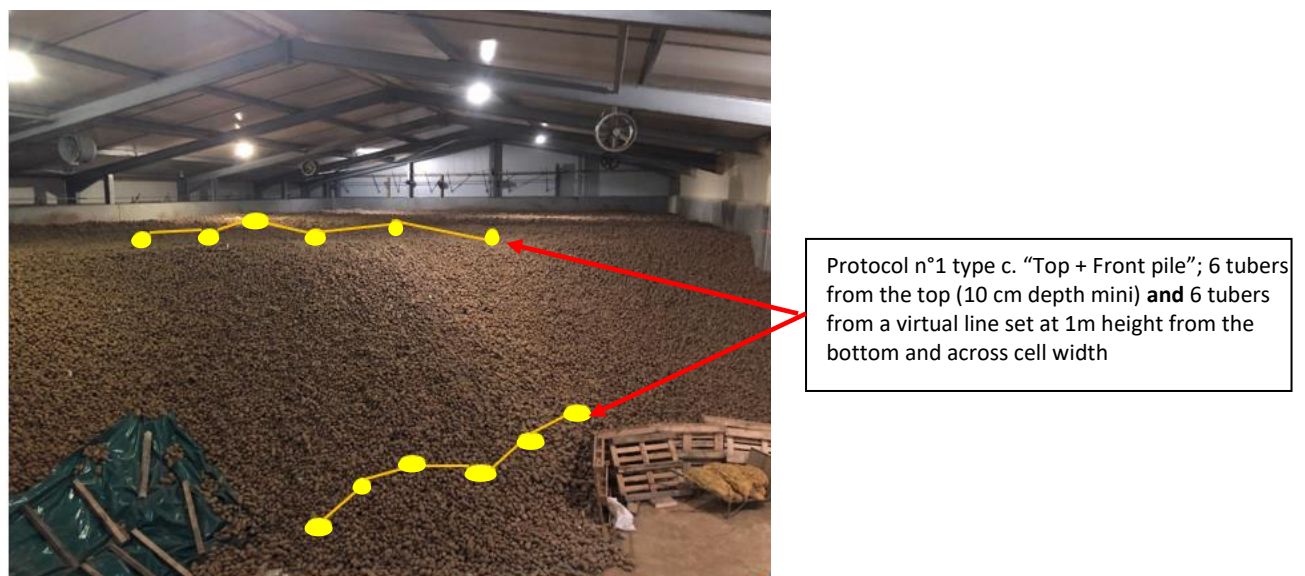 Protocol n°1 type c. “Top + Front pile”; 6 tubers
from the top (10 cm depth mini) and 6 tubers
from a virtual line set at 1m height from the
bottom and across cell width